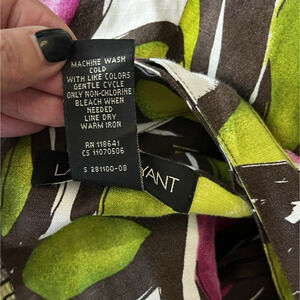 MACHINE WASH
COLD
WITH LIKE COLORS
GENTLE CYCLE
ONLY NON-CHLORINE
BLEACH WHEN
NEEDED
LINE DRY
WARM IRON
RN 118641
CS 11070506
S 281100-08
YANT